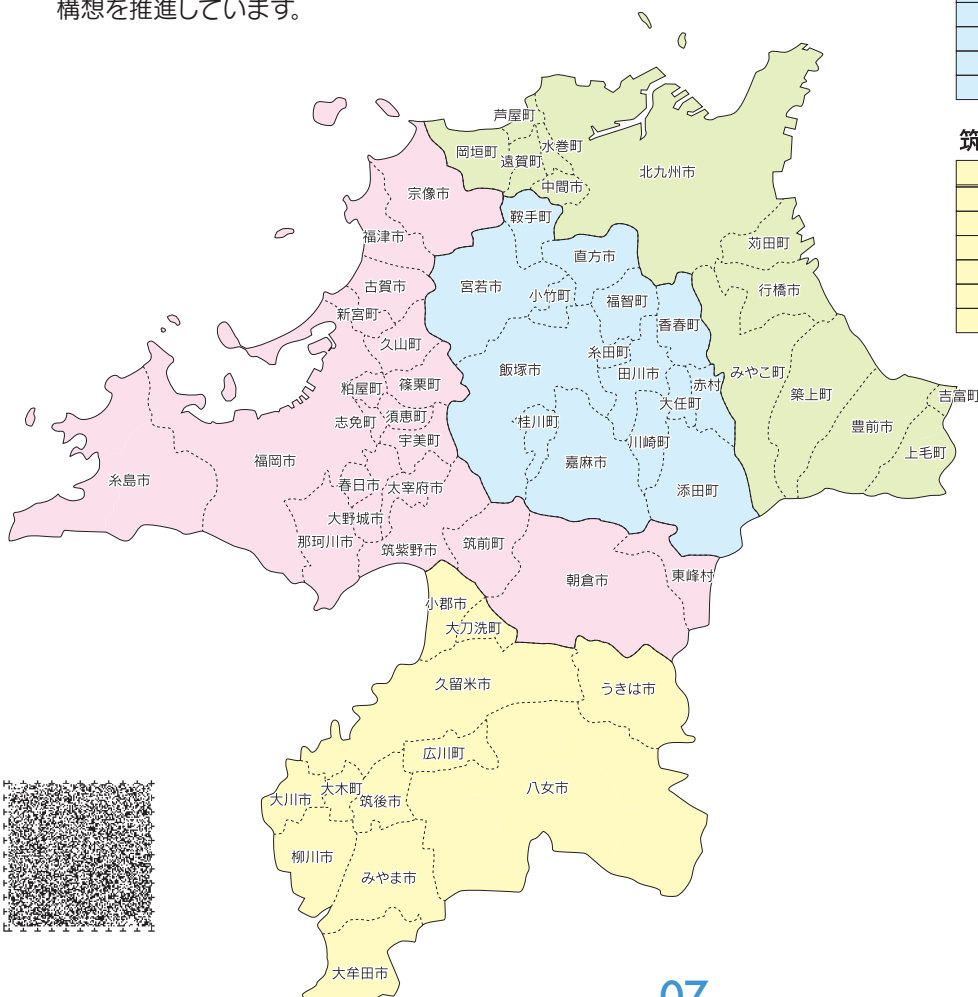 構想を推進しています。
筑
芦屋町
水巻町
岡垣町
遠賀町
中間市
北九州市
宗像市
鞍手町
福津市
苅田町
直方市
古賀市
宮若市
小竹町
福智町
行橋市
新宮町
香春町
久山町
糸田町
飯塚市
田川市
みやこ町
粕屋町
篠栗町
赤村
築上町
吉富町
志免町
須恵町
大任町
桂川町
豊前市
宇美町
川崎町
上毛町
福岡市
嘉麻市
糸島市
春日市
太宰府市
添田町
大野城市
那珂川市
筑紫野市
筑前町
朝倉市
東峰村
小郡市
大刀洗町
久留米市
うきは市
広川町
大川市
大木町
筑後市
八女市
柳川市
みやま市
大牟田市
07